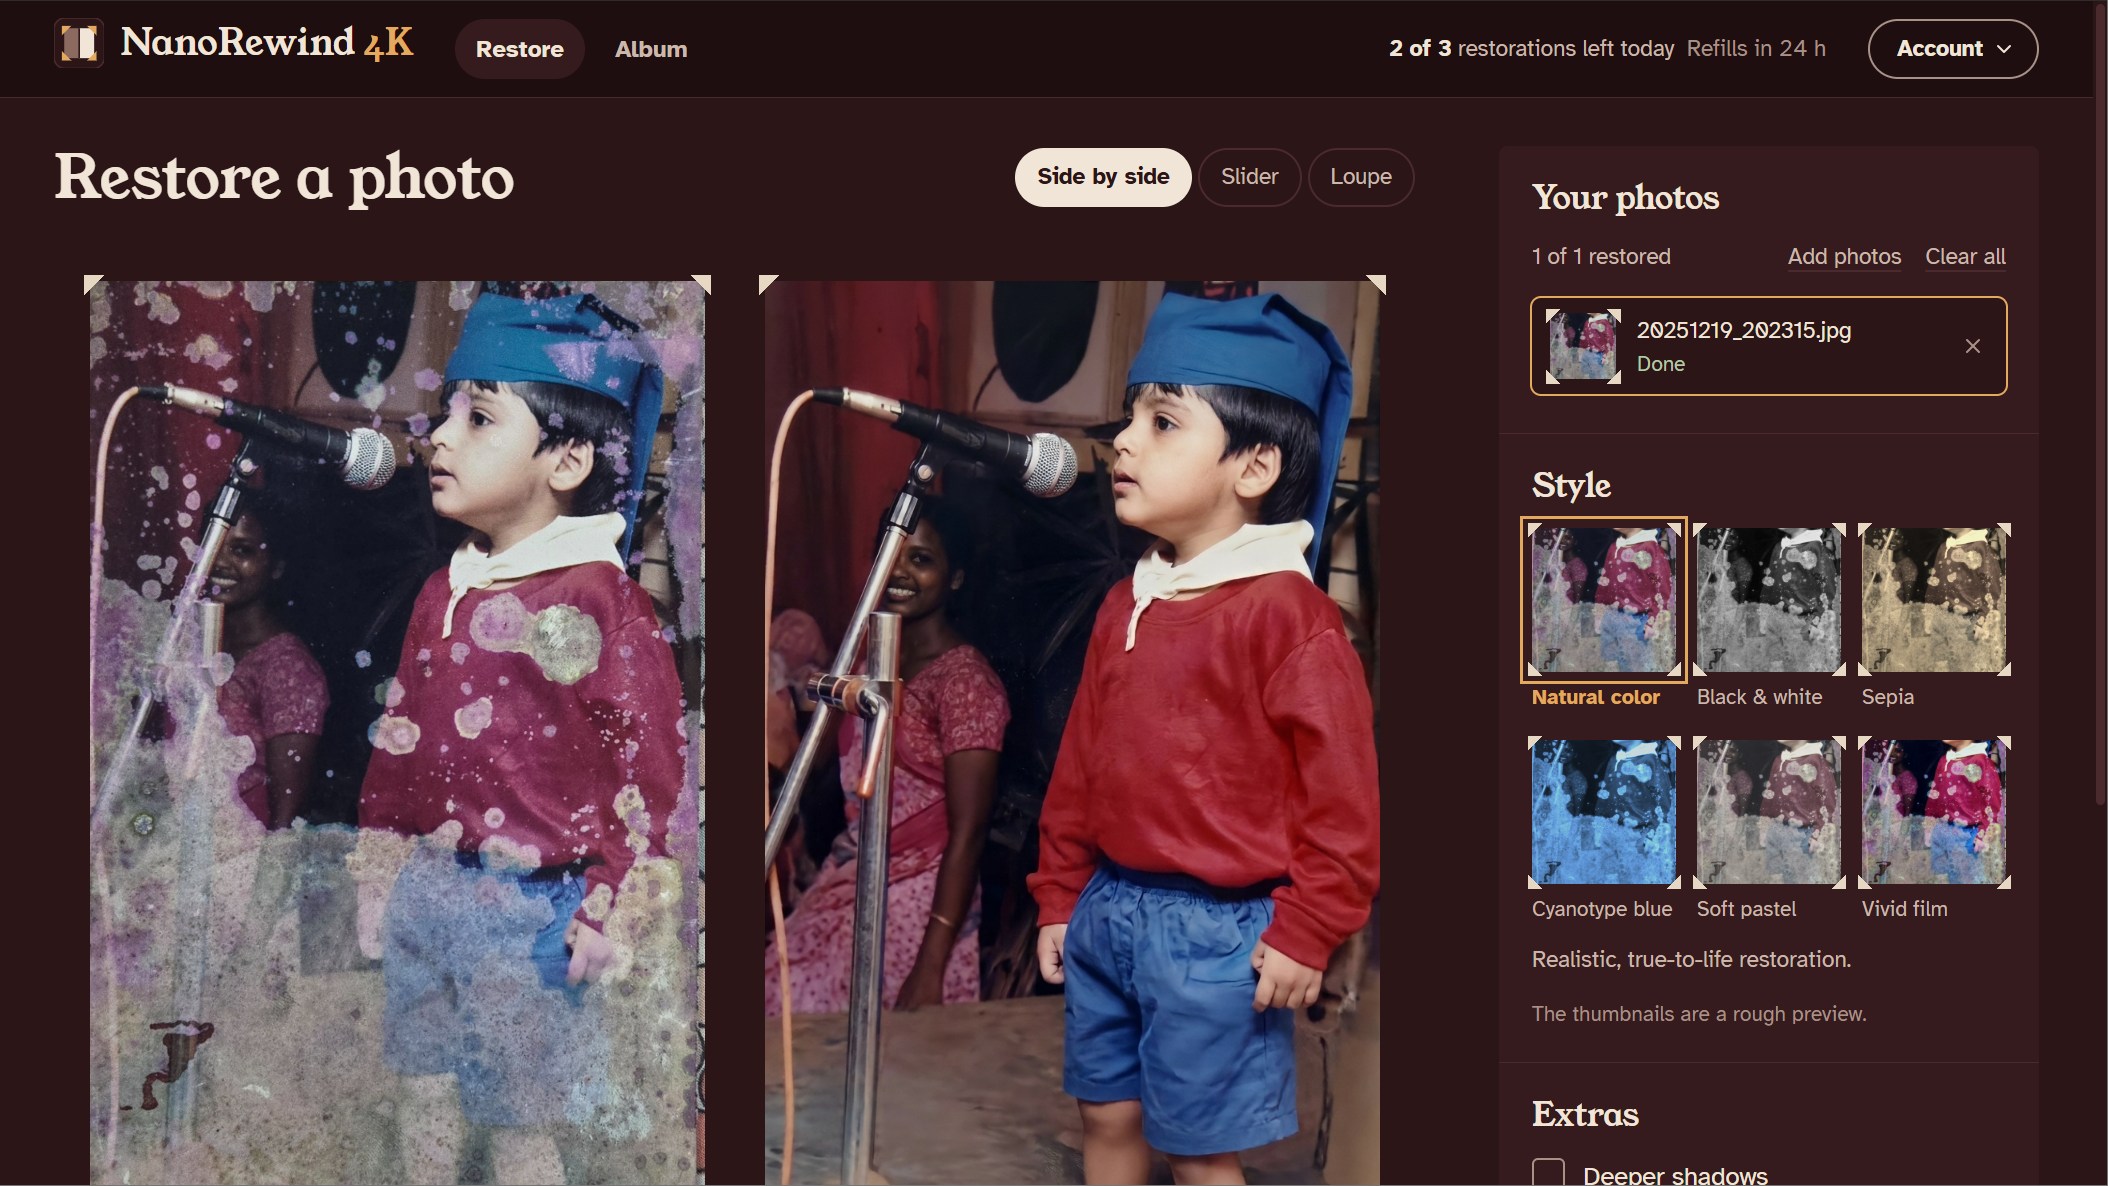 NanoRewind 4K
Restore
Album
2 of 3 restorations left today Refills in 24 h
Account
Restore a photo
Side by side
Slider
Loupe
Your photos
1 of 1 restored
Add photos
Clear all
20251219_202315.jpg
Done
Style
Natural color
Black & white
Sepia
Cyanotype blue
Soft pastel
Vivid film
Realistic, true-to-life restoration.
The thumbnails are a rough preview.
Extras
Deeper shadows